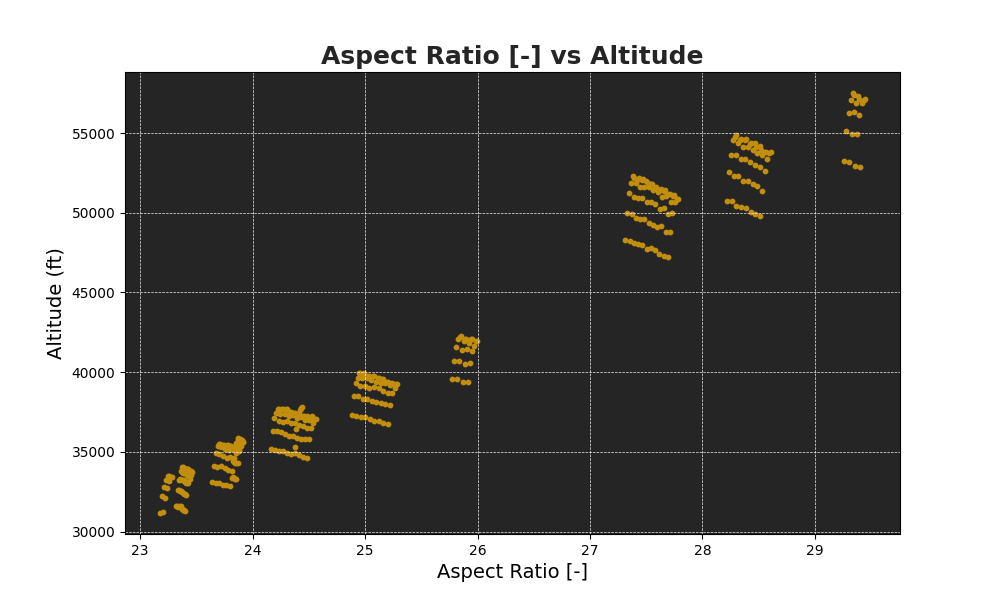 Aspect Ratio [-] vs Altitude
Altitude (ft)
55000
50000
45000
40000
35000
30000
23 24 25 26 27 28 29
Aspect Ratio [-]